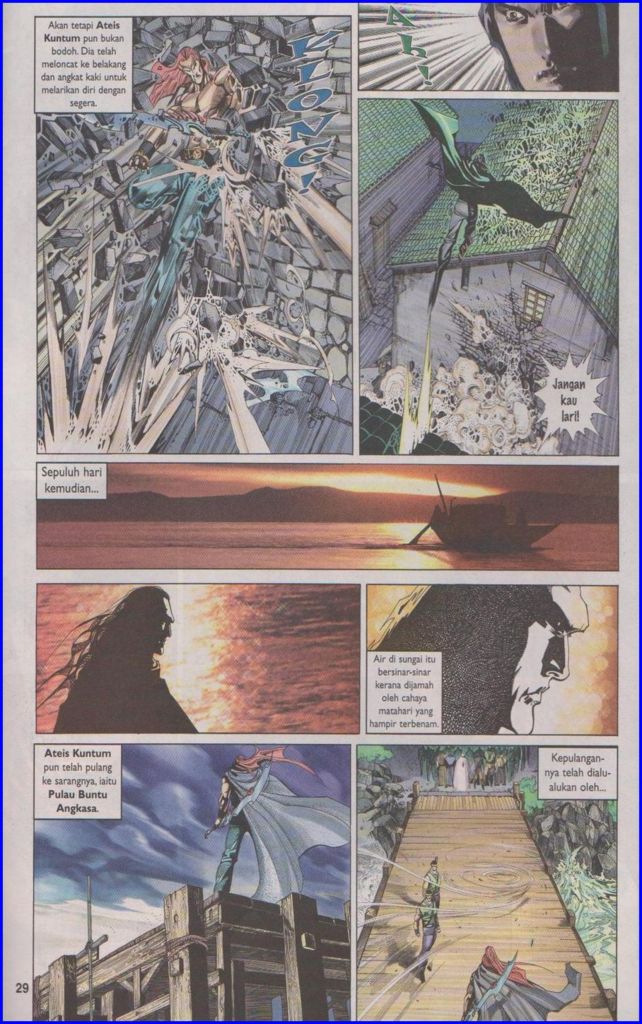 Akan tetapi Ateis
Kuntum pun bukan
bodoh. Dia telah
meloncat ke belakang
dan angkat kaki untuk
melarikan diri dengan
segera.
KLONG!
Ah!
Jangan
kau
lari!
Sepuluh hari
kemudian...
Air di sungai itu
bersinar-sinar
kerana dijamah
oleh cahaya
matahari yang
hampir terbenam.
Ateis Kuntum
pun telah pulang
ke sarangnya, iaitu
Pulau Buntu
Angkasa.
Kepulangan-
nya telah dialu-
alukan oleh...
29